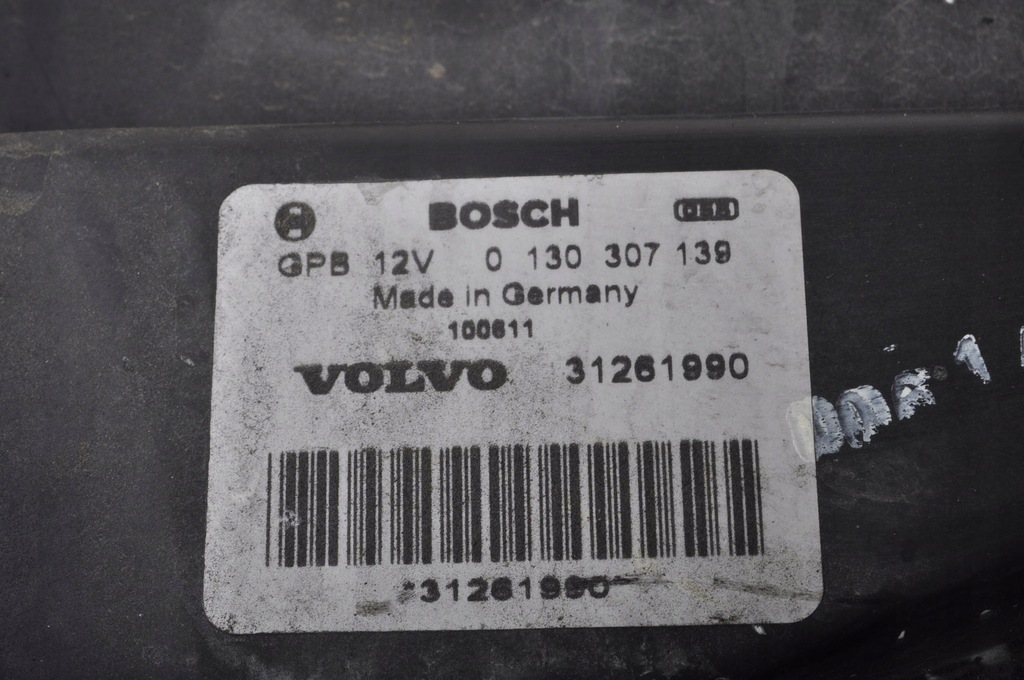 BOSCH
GPB 12V 0 130 307 139
Made in Germany
100611
VOLVO 31261990
*31261990*